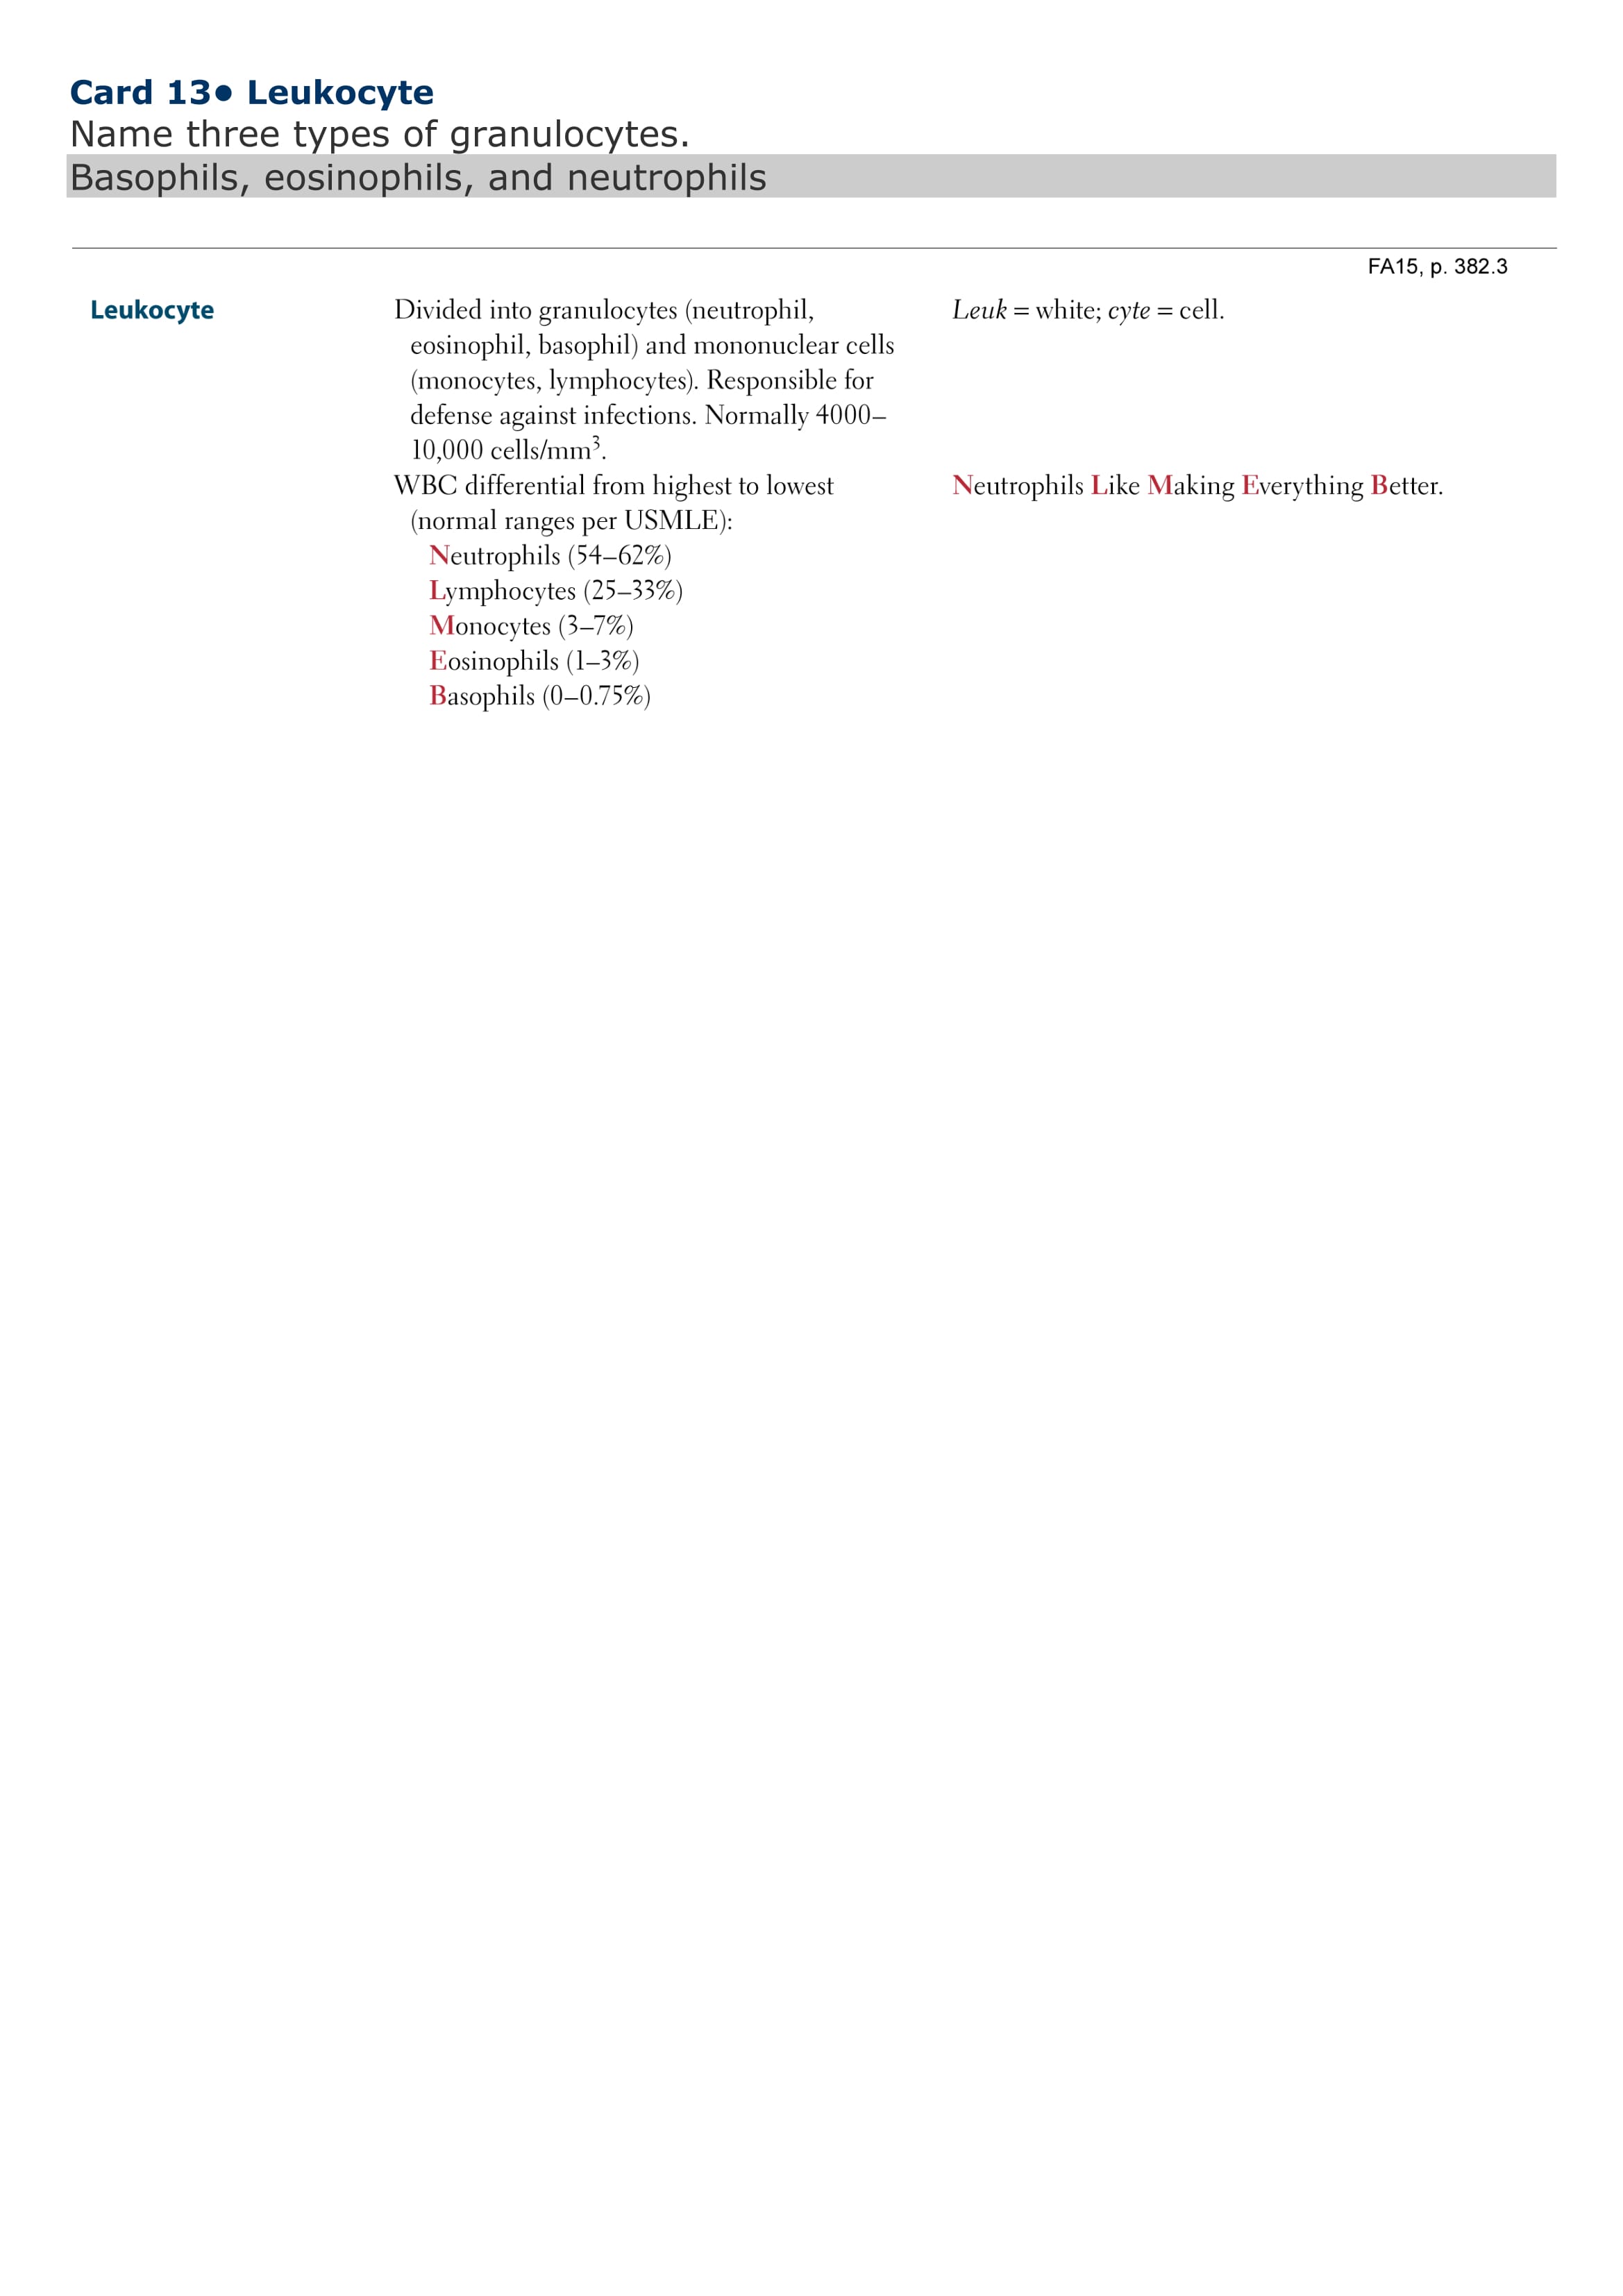 Card 13● Leukocyte
Name three types of granulocytes.
Basophils, eosinophils, and neutrophils
FA15, p. 382.3
Leukocyte
Divided into granulocytes (neutrophil,
eosinophil, basophil) and mononuclear cells
(monocytes, lymphocytes). Responsible for
defense against infections. Normally 4000–
10,000 cells/mm³.
Leuk = white; cyte = cell.
WBC differential from highest to lowest
(normal ranges per USMLE):
Neutrophils (54–62%)
Lymphocytes (25–33%)
Monocytes (3–7%)
Eosinophils (1–3%)
Basophils (0–0.75%)
Neutrophils Like Making Everything Better.